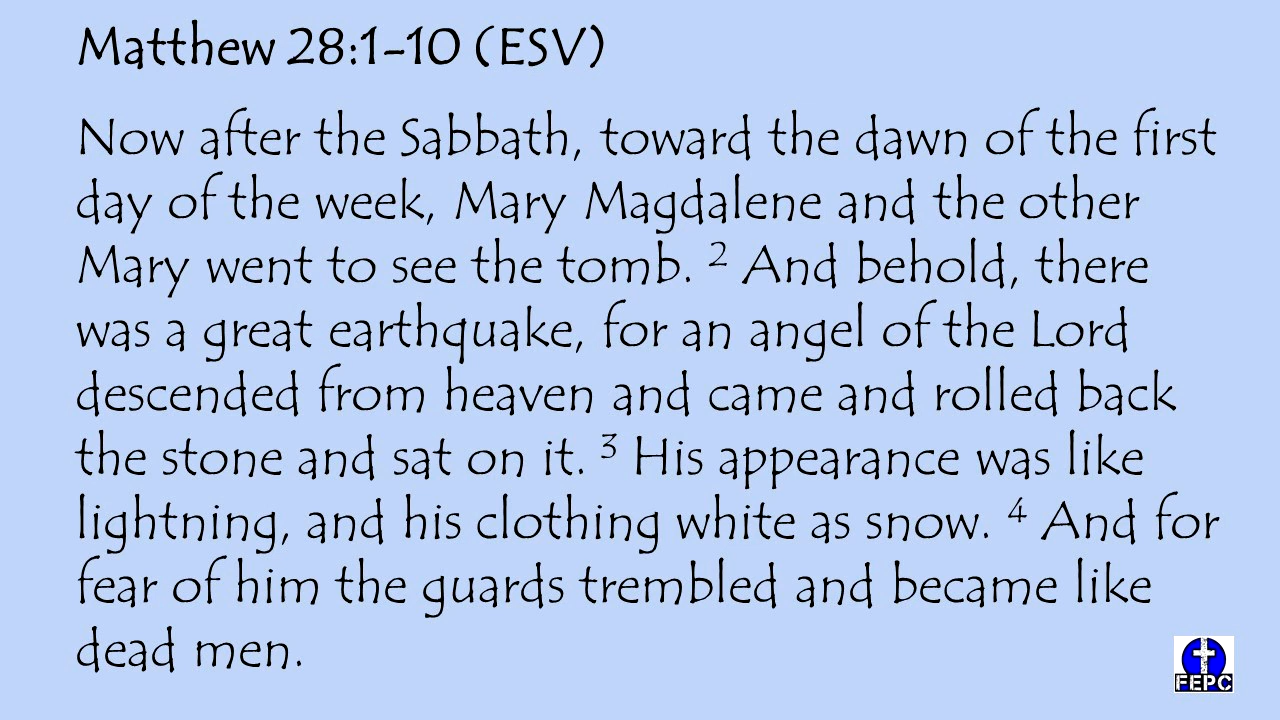 Matthew 28:1-10 (ESV)
Now after the Sabbath, toward the dawn of the first
day of the week, Mary Magdalene and the other
Mary went to see the tomb. ² And behold, there
was a great earthquake, for an angel of the Lord
descended from heaven and came and rolled back
the stone and sat on it. ³ His appearance was like
lightning, and his clothing white as snow. ⁴ And for
fear of him the guards trembled and became like
dead men.
FEPC